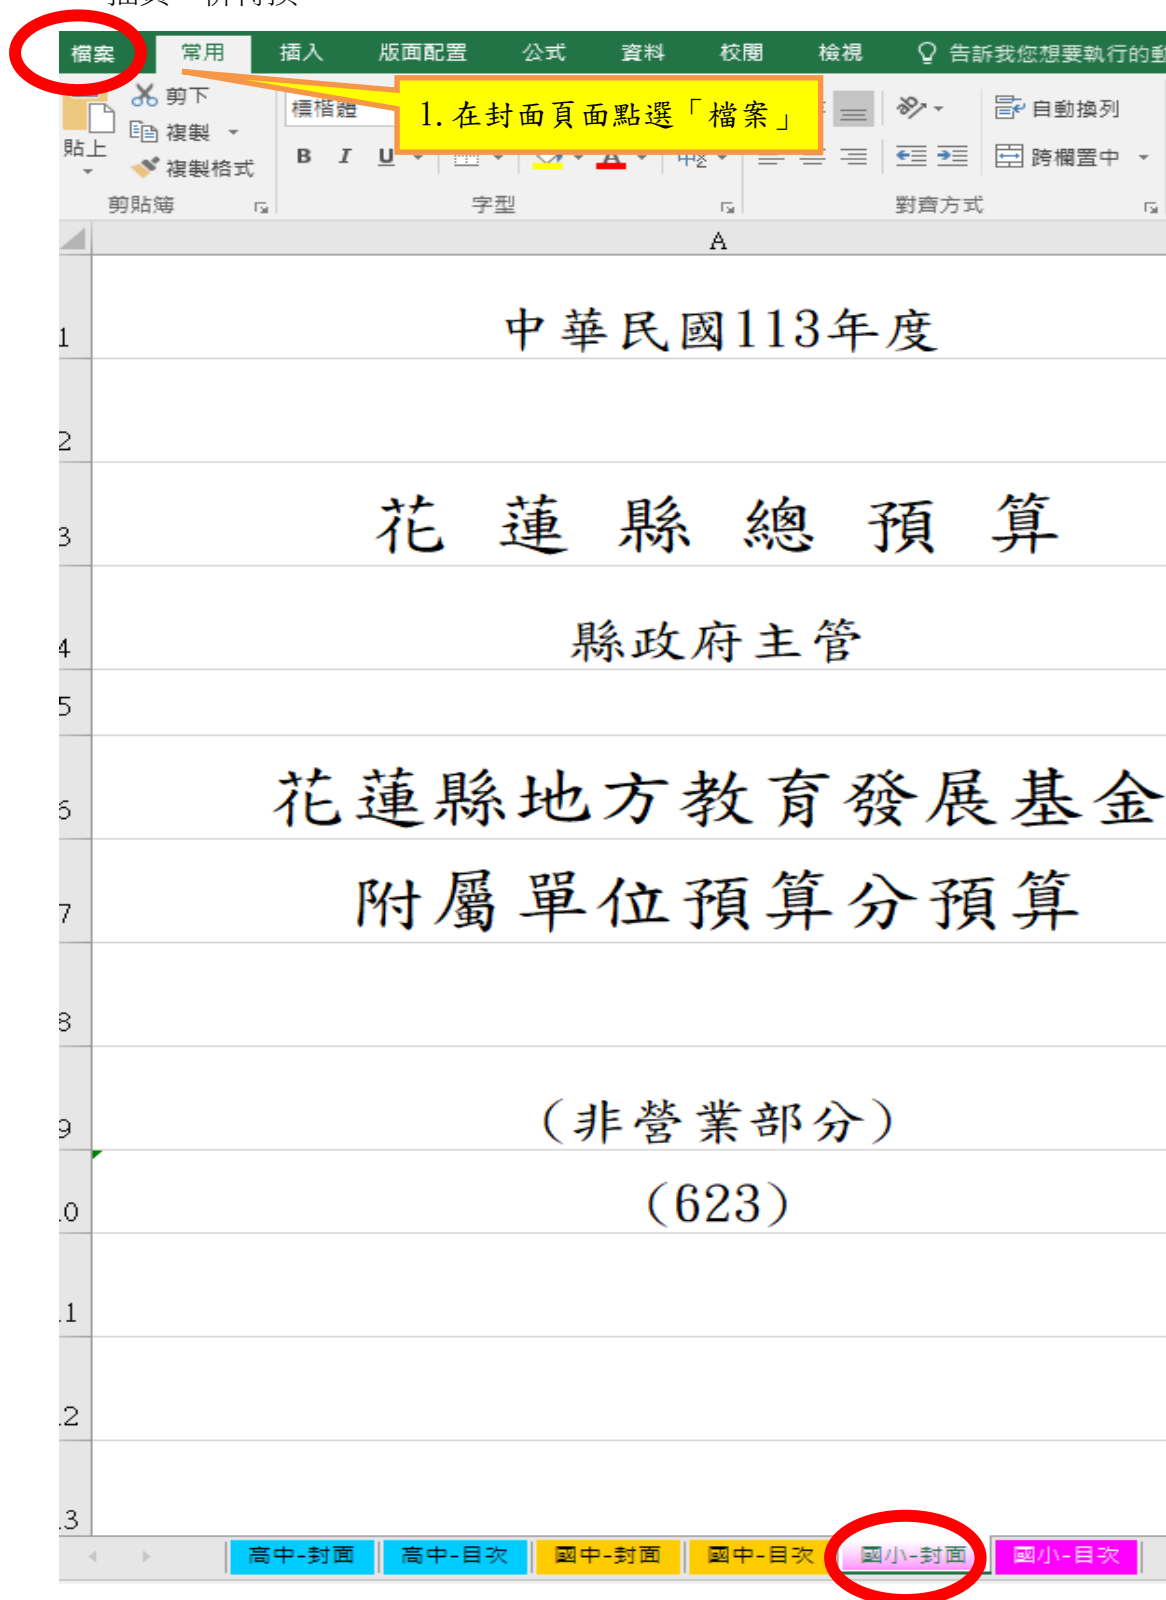 檔案 常用 插入 版面配置 公式 資料 校閱 檢視 告訴我您想要執行的動
剪下
標楷體
1.在封面頁面點選「檔案」
自動換列
複製
貼上
B I U A 中 跨欄置中
複製格式
剪貼簿 字型 對齊方式
A
1 中華民國113年度
2
3 花蓮縣總預算
4 縣政府主管
5
6 花蓮縣地方教育發展基金
7 附屬單位預算分預算
8
9 (非營業部分)
.0 (623)
.1
.2
.3
高中-封面 高中-目次 國中-封面 國中-目次 國小-封面 國小-目次